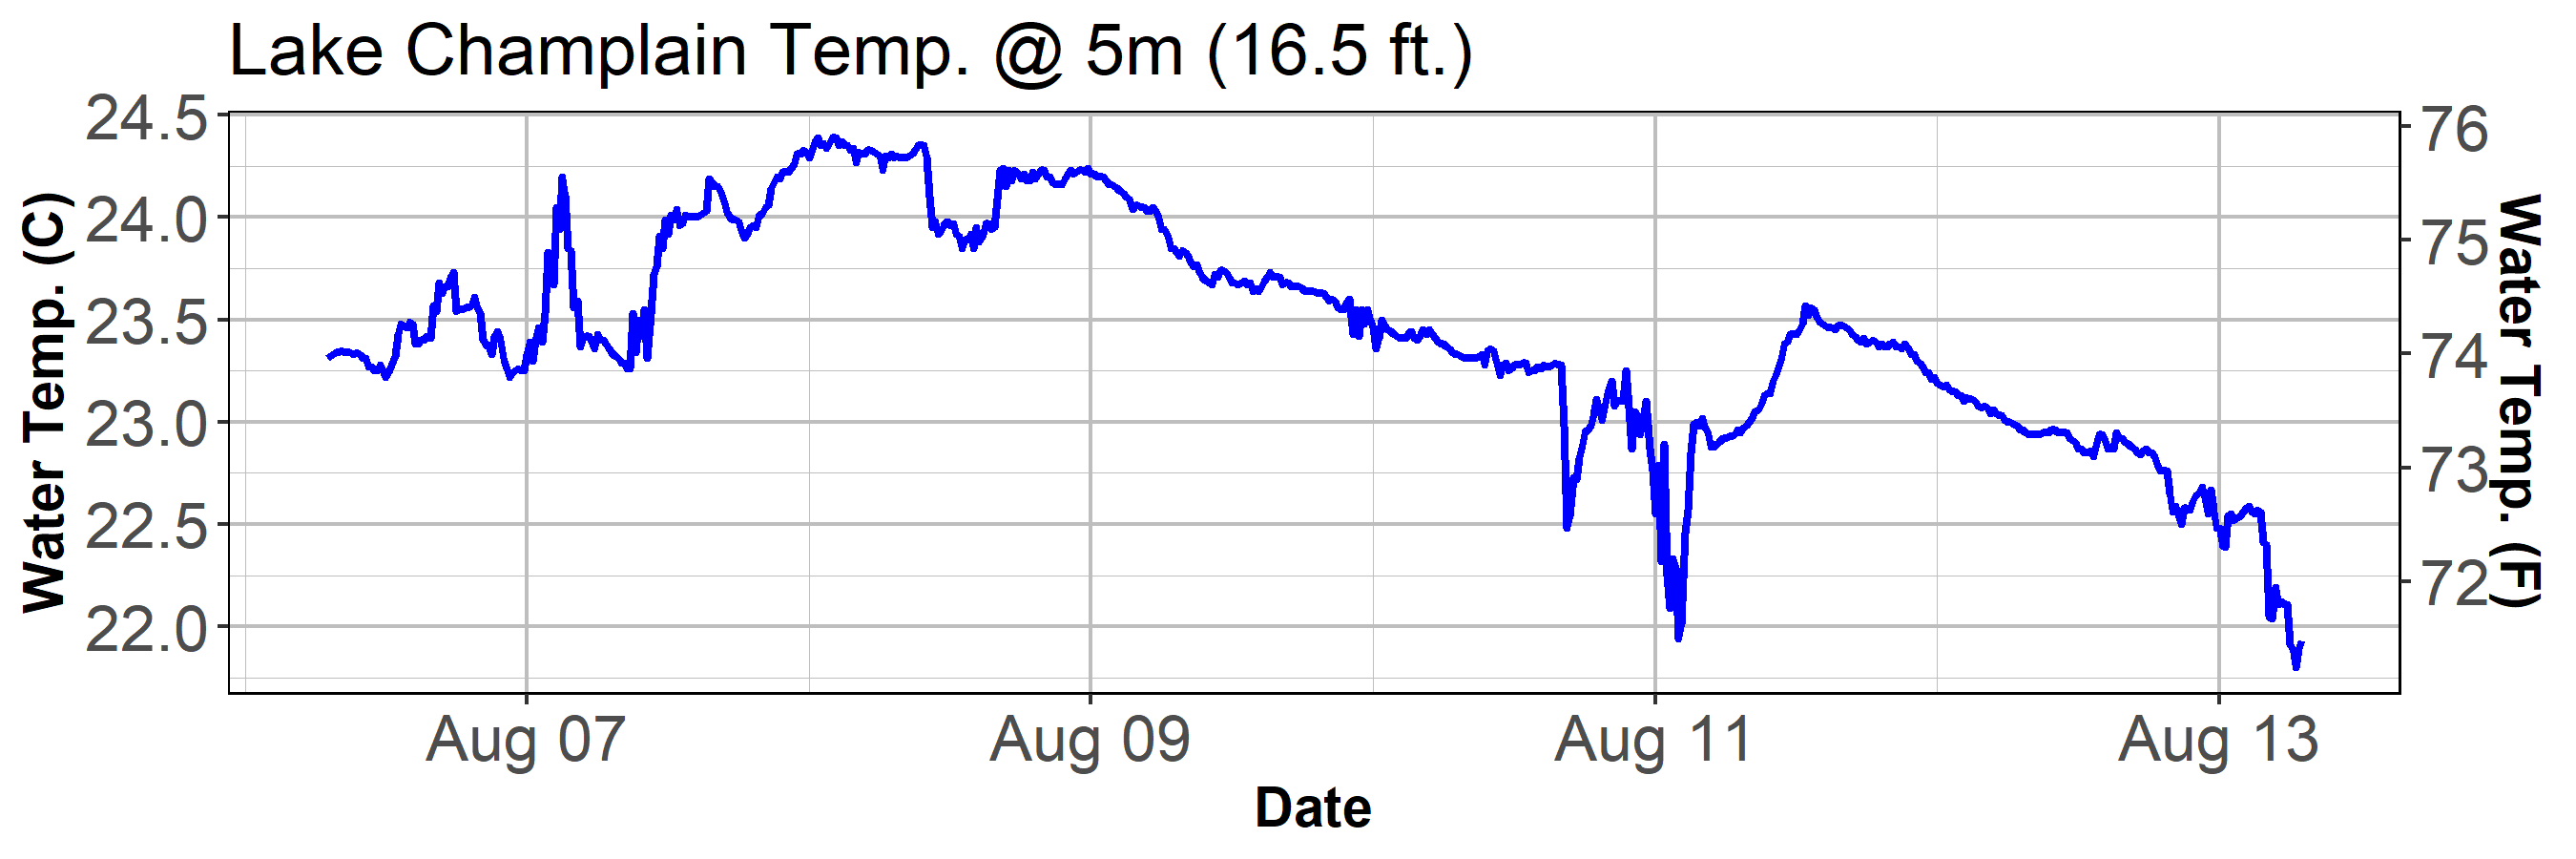 Lake Champlain Temp. @ 5m (16.5 ft.)
Water Temp. (C)
24.5
24.0
23.5
23.0
22.5
22.0
76
75
74
73
72
Water Temp. (F)
Aug 07
Aug 09
Aug 11
Aug 13
Date